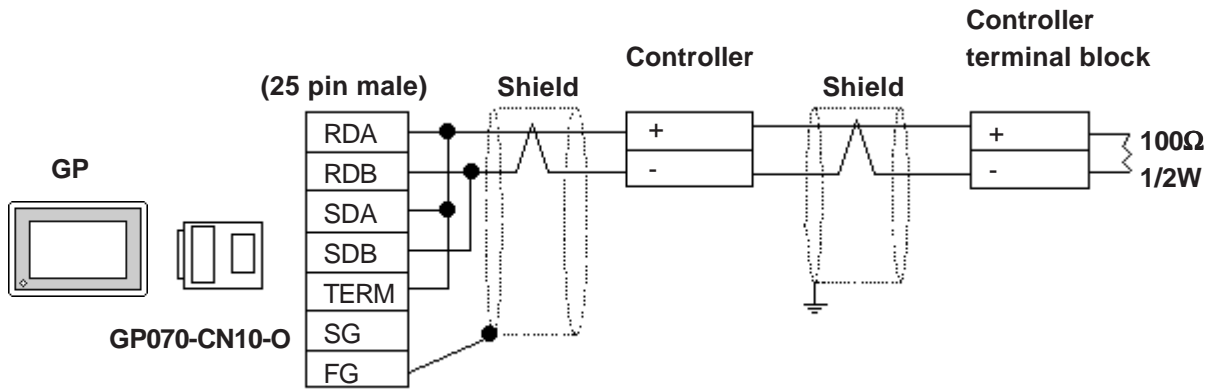 Controller
terminal block
Controller
(25 pin male)
Shield
Shield
RDA
RDB
SDA
SDB
TERM
SG
FG
+
-
+
-
100Ω
1/2W
GP
GP070-CN10-O